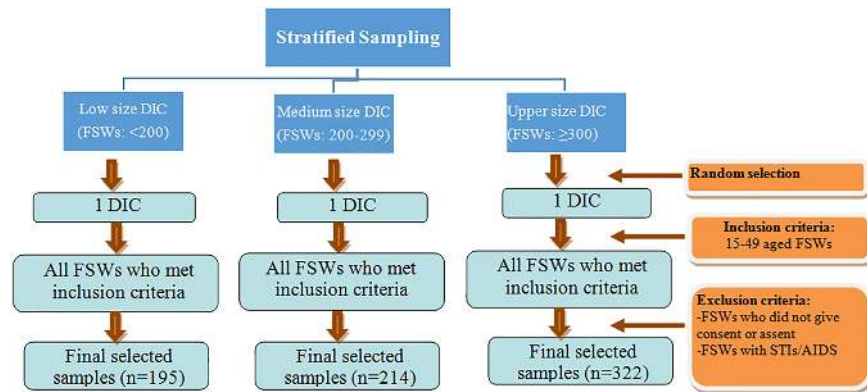 Stratified Sampling
Low size DIC
(FSWs: <200)
Medium size DIC
(FSWs: 200-299)
Upper size DIC
(FSWs: ≥300)
Random selection
1 DIC
1 DIC
1 DIC
Inclusion criteria:
15-49 aged FSWs
All FSWs who met
inclusion criteria
All FSWs who met
inclusion criteria
All FSWs who met
inclusion criteria
Exclusion criteria:
-FSWs who did not give
consent or assent
-FSWs with STIs/AIDS
Final selected
samples (n=195)
Final selected
samples (n=214)
Final selected
samples (n=322)